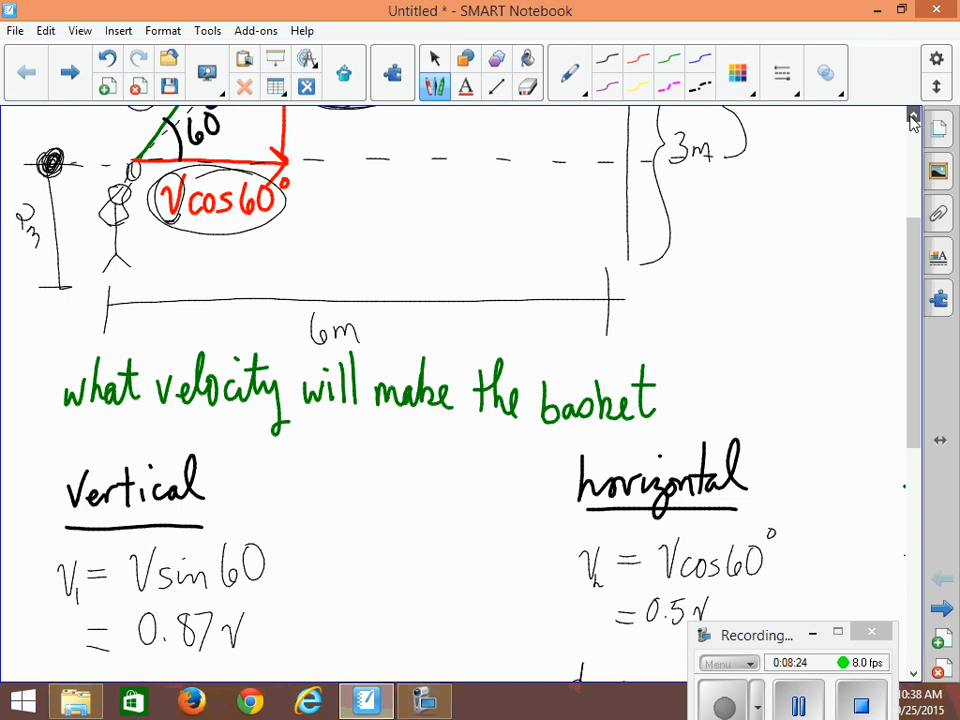 Untitled * - SMART Notebook
File Edit View Insert Format Tools Add-ons Help
60
3m
Vcos60°
2m
6m
what velocity will make the basket
vertical
horizontal
V₁ = Vsin60
= 0.87V
Vₕ = Vcos60°
= 0.5V
Recording...
Menu
0:08:24
8.0 fps
10:38 AM
9/25/2015